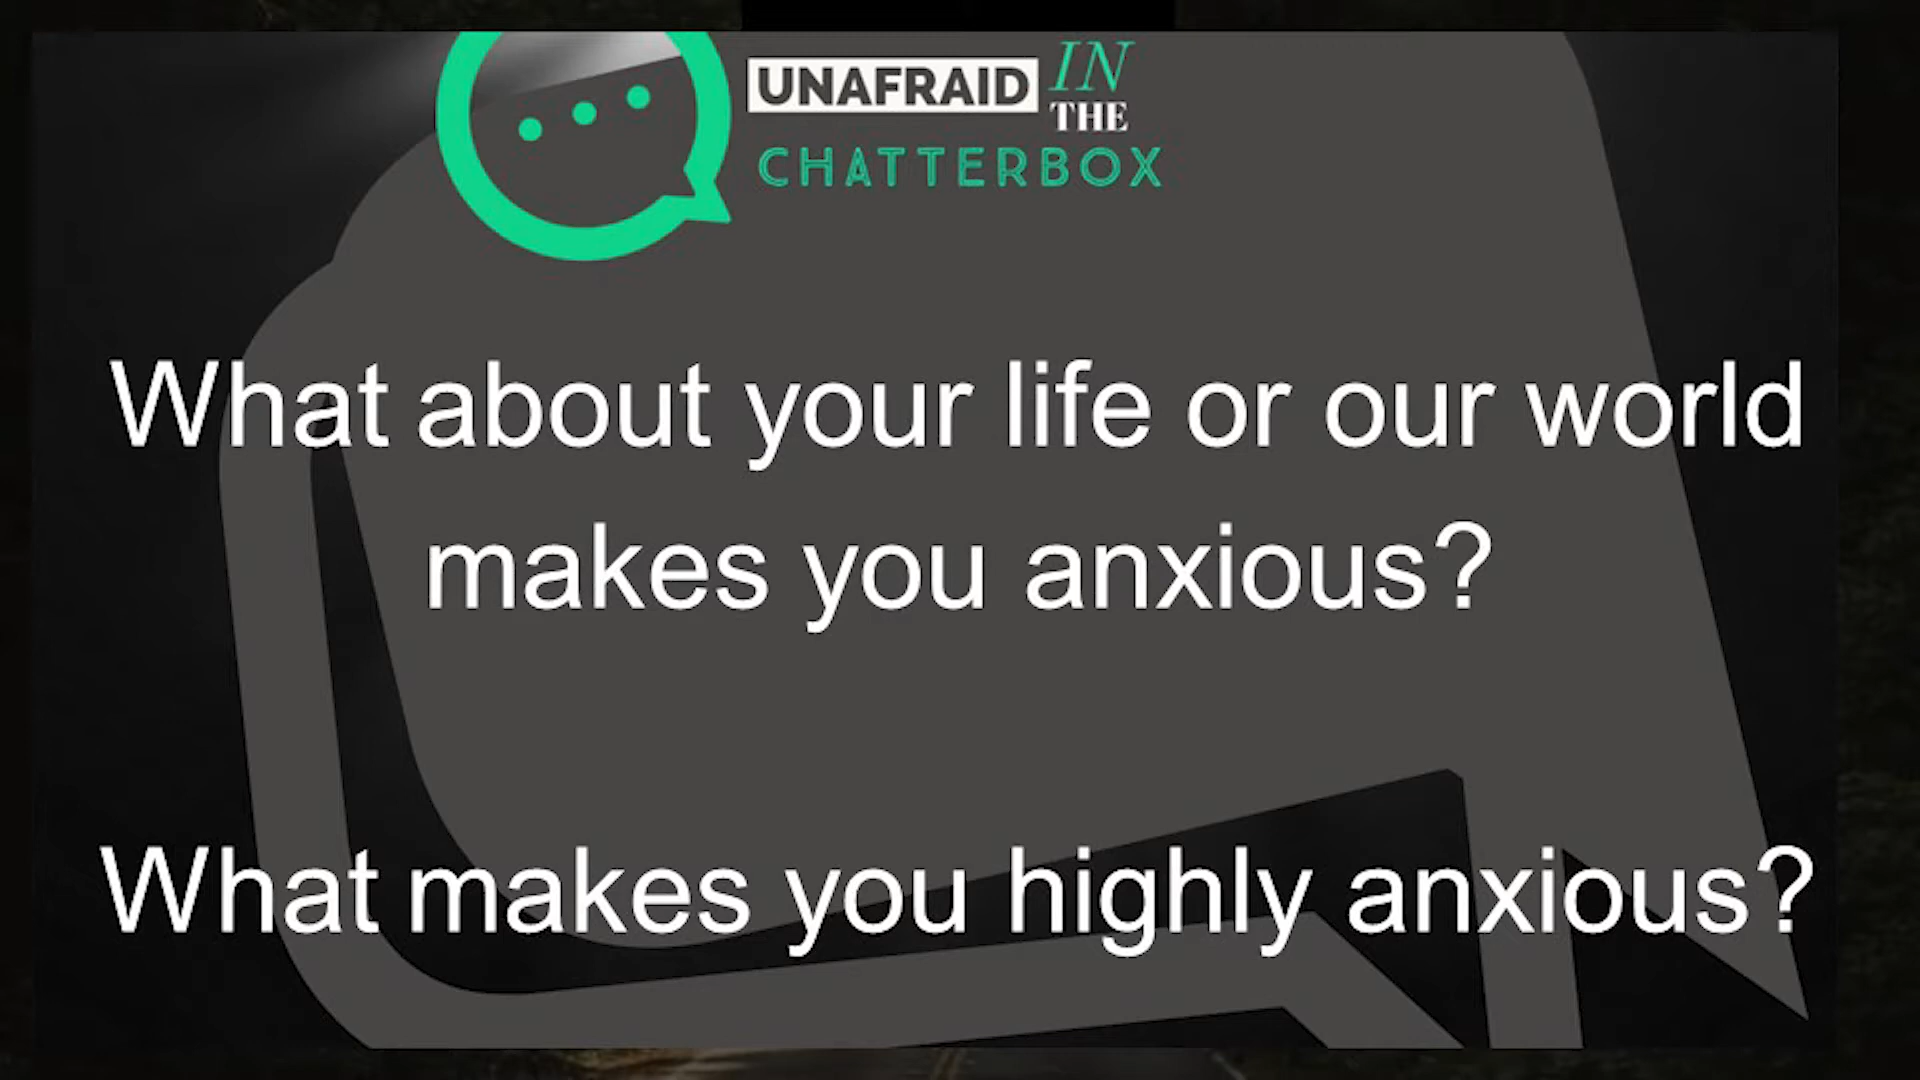 UNAFRAID IN
THE
CHATTERBOX
What about your life or our world
makes you anxious?
What makes you highly anxious?